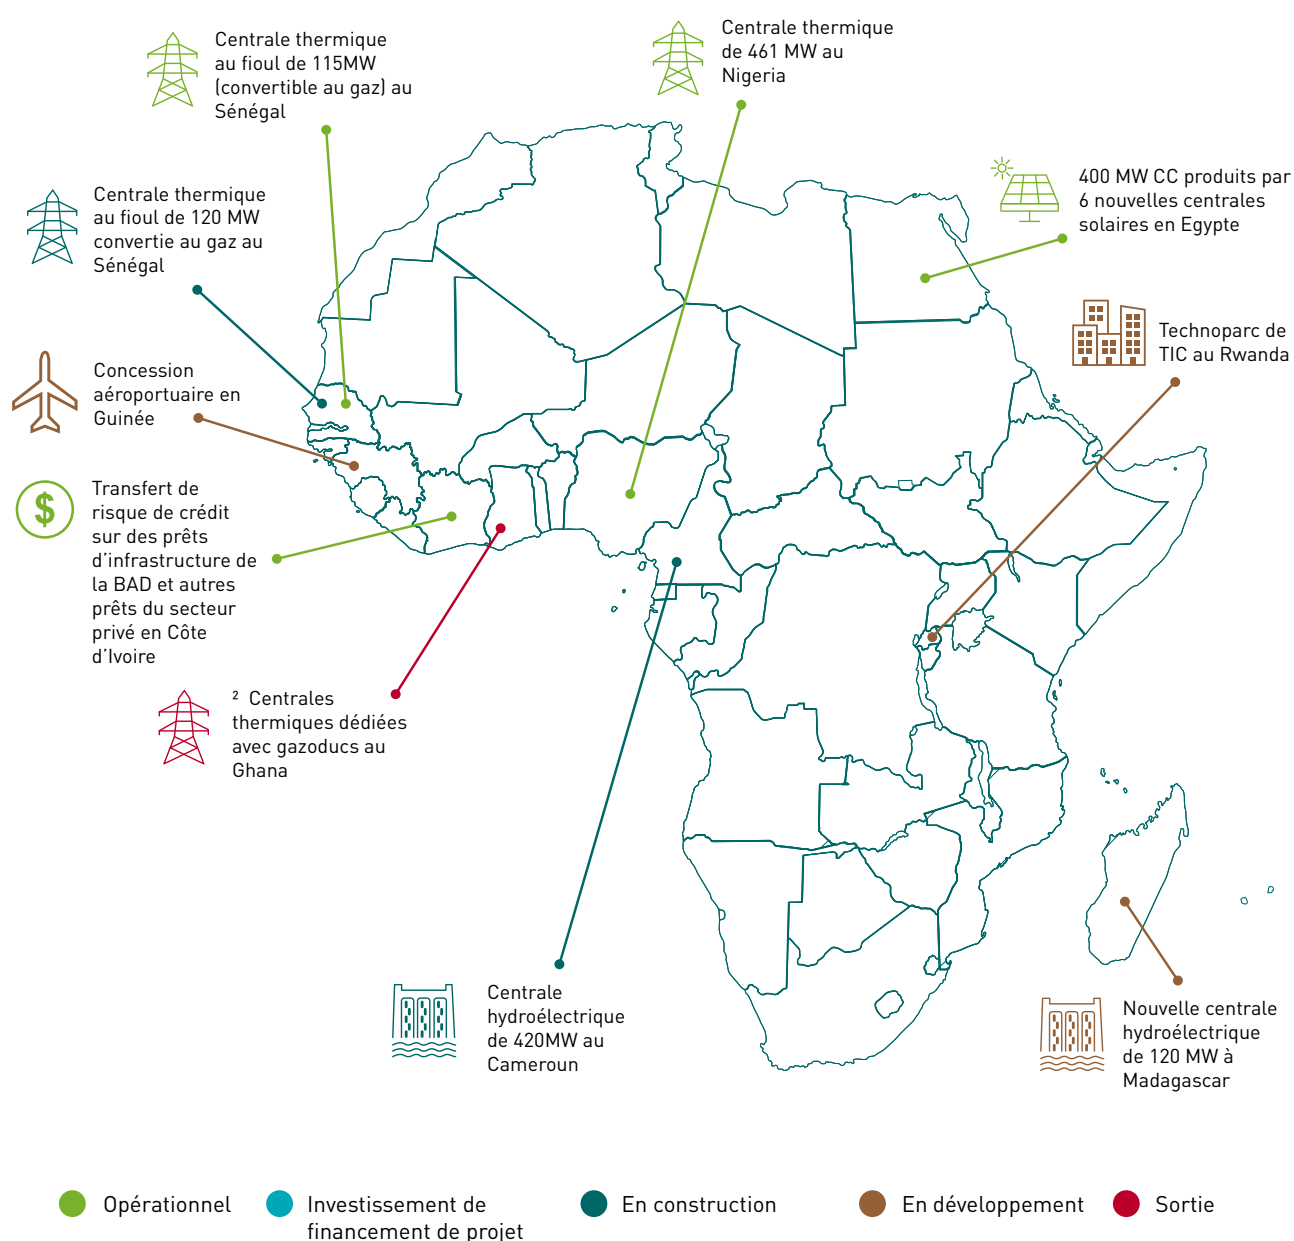 Centrale thermique
au fioul de 115MW
(convertible au gaz) au
Sénégal
Centrale thermique
de 461 MW au
Nigeria
Centrale thermique
au fioul de 120 MW
convertie au gaz au
Sénégal
400 MW CC produits par
6 nouvelles centrales
solaires en Egypte
Technoparc de
TIC au Rwanda
Concession
aéroportuaire en
Guinée
$
Transfert de
risque de crédit
sur des prêts
d’infrastructure de
la BAD et autres
prêts du secteur
privé en Côte
d’Ivoire
² Centrales
thermiques dédiées
avec gazoducs au
Ghana
Centrale
hydroélectrique
de 420MW au
Cameroun
Nouvelle centrale
hydroélectrique
de 120 MW à
Madagascar
Opérationnel
Investissement de
financement de projet
En construction
En développement
Sortie